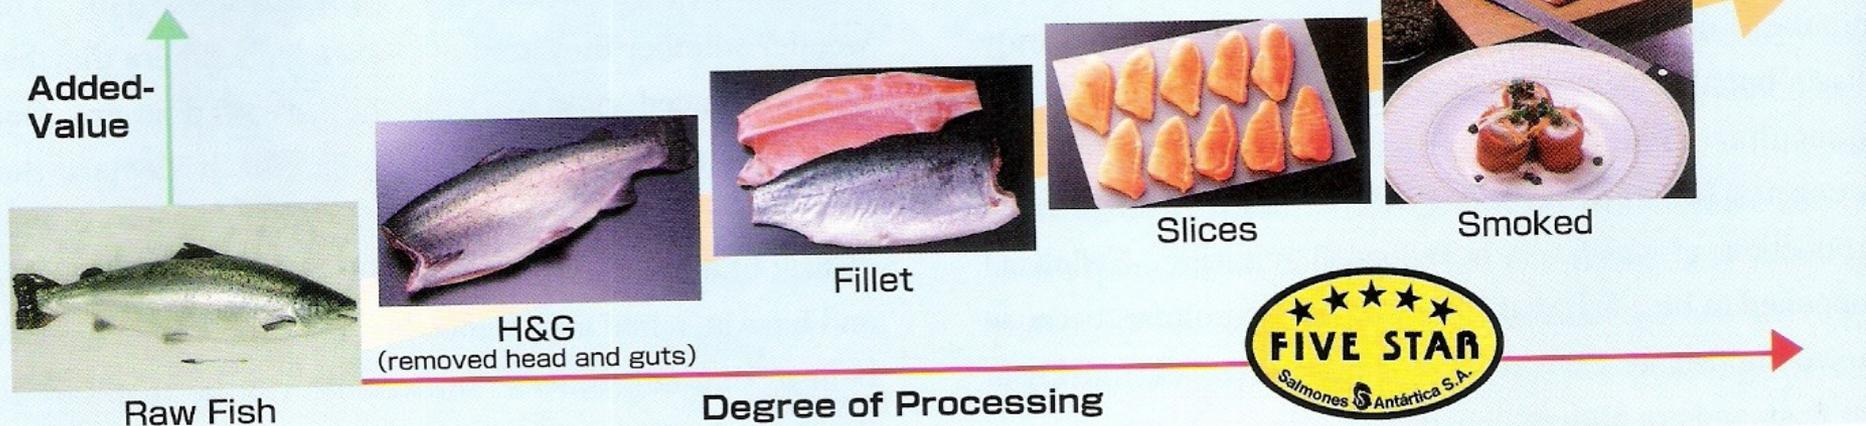 Added-
Value
Raw Fish
H&G
(removed head and guts)
Fillet
Slices
Smoked
Degree of Processing
FIVE STAR
Salmones Antártica S.A.